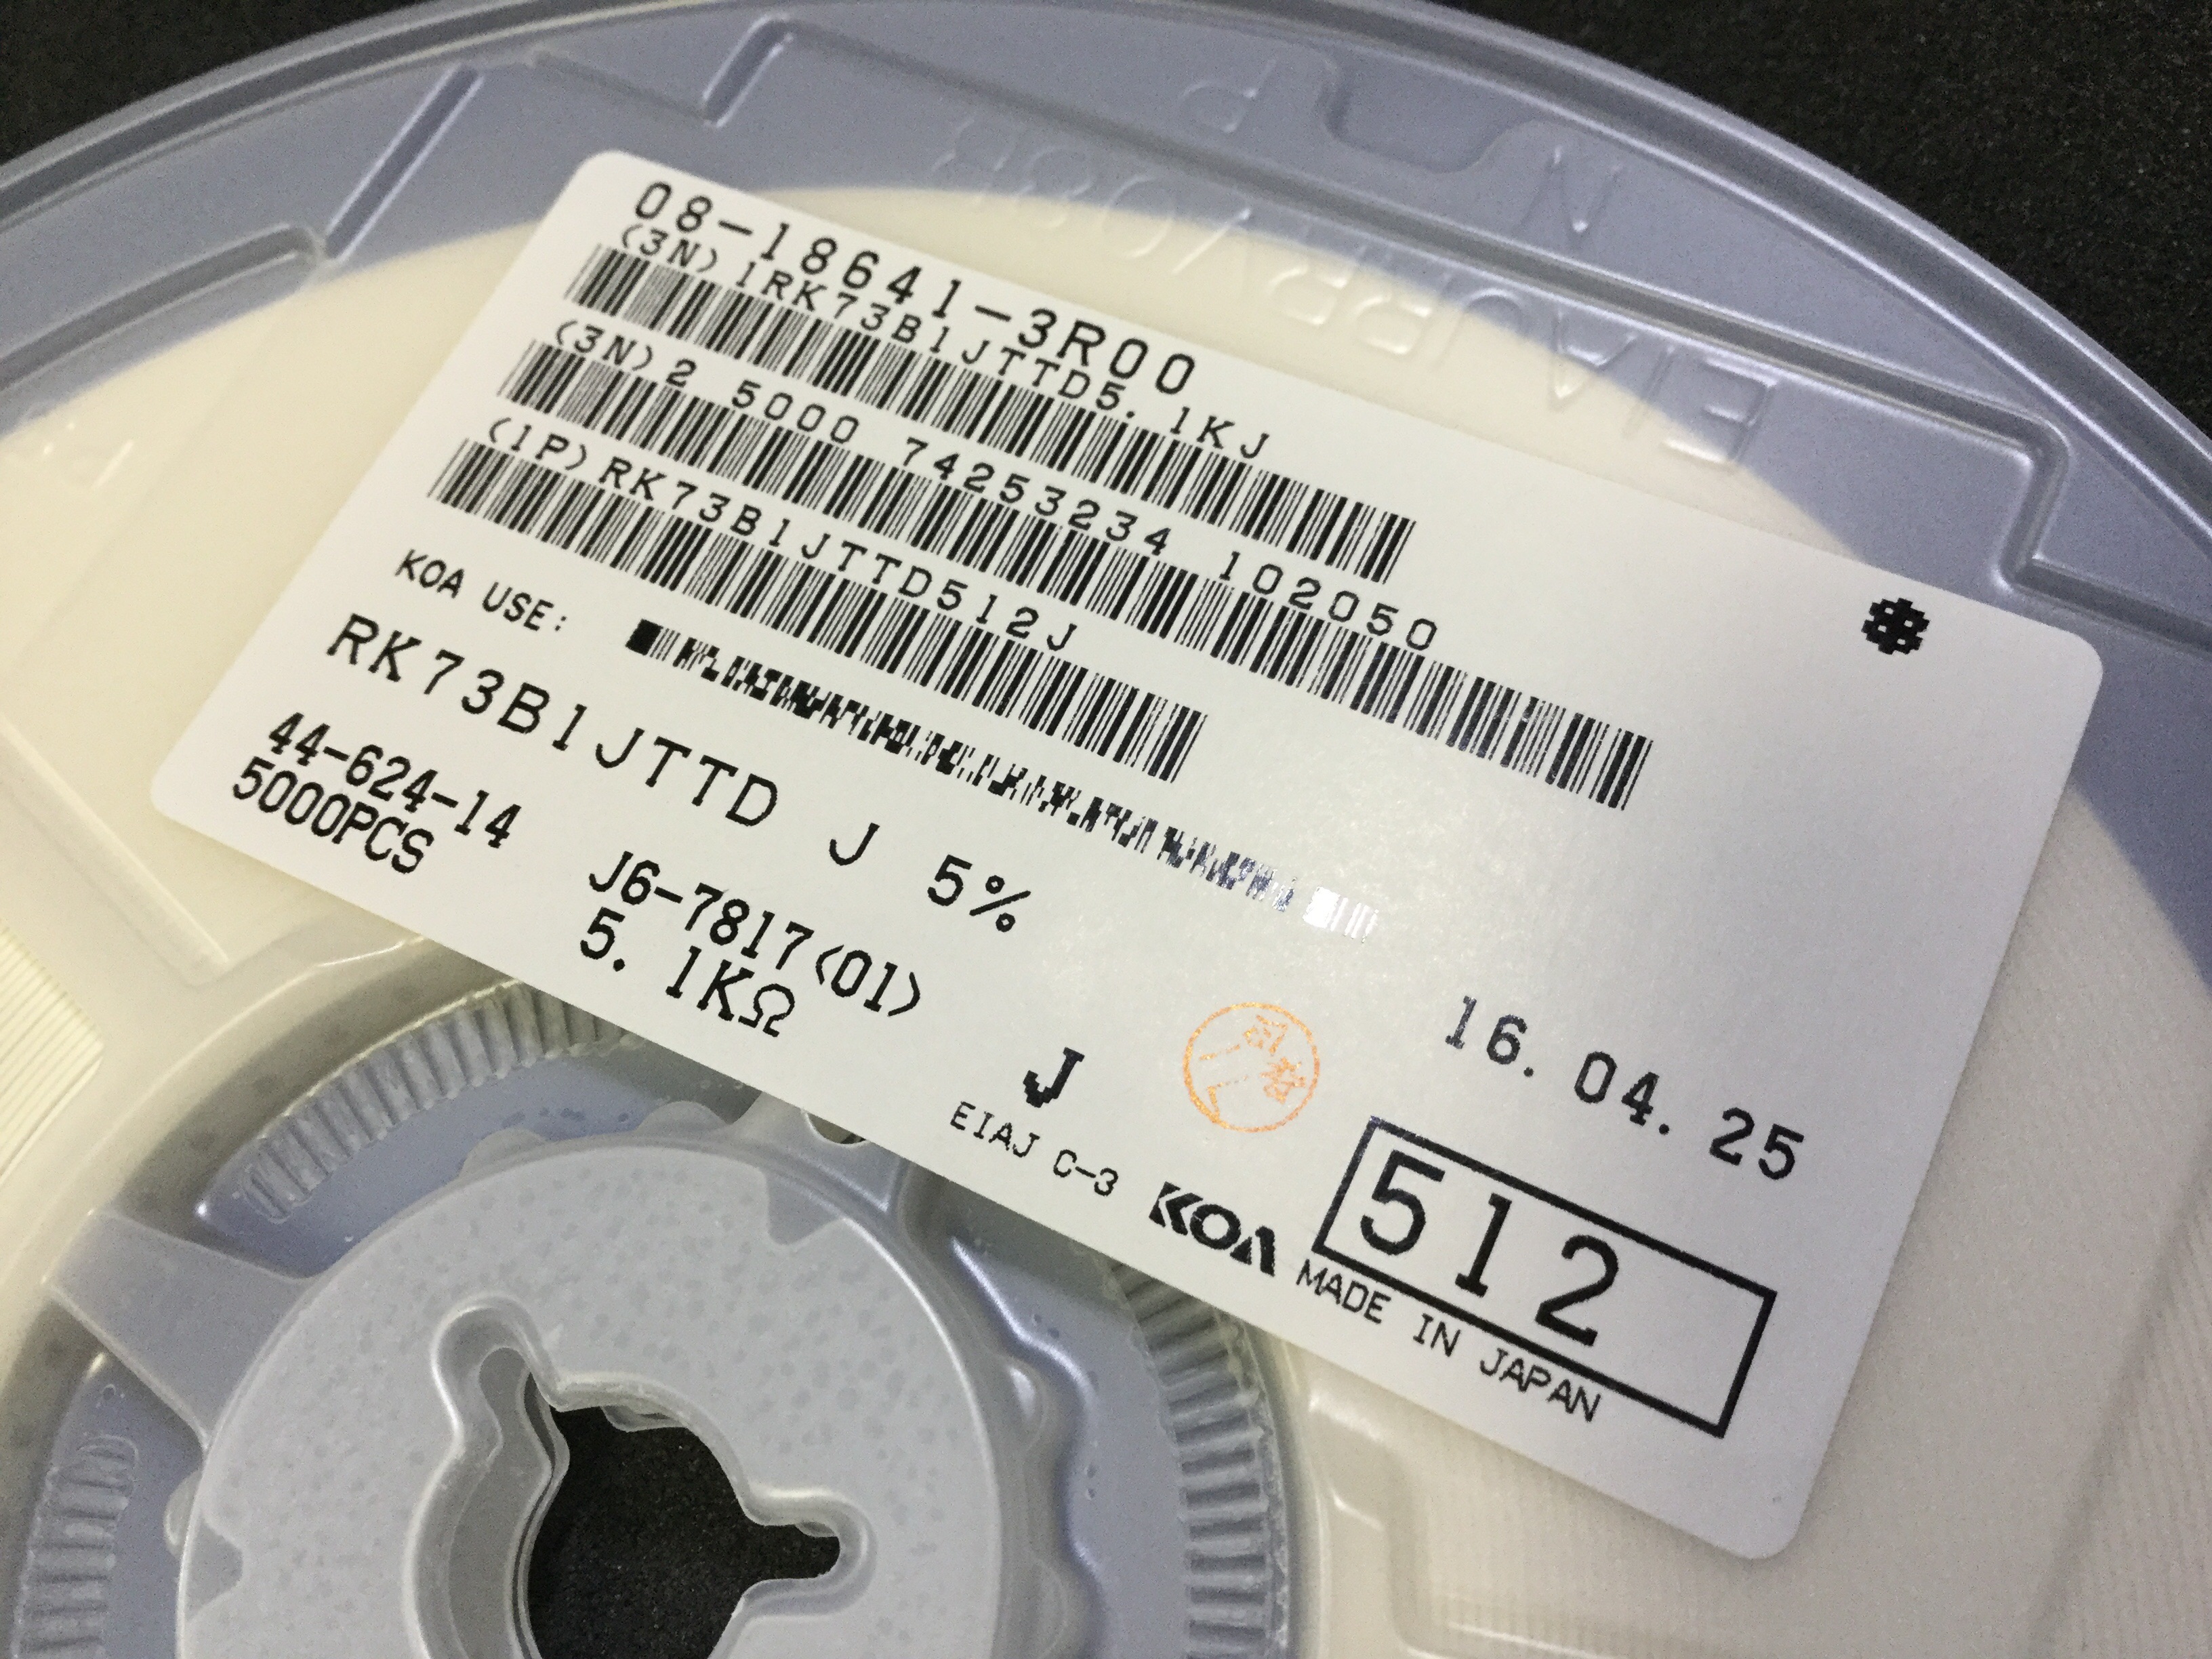 08-18641-3R00
(3N)1RK73B1JTTD5.1KJ
(3N)2 5000 74253234 102050
(1P)RK73B1JTTD512J
KOA USE:
RK73B1JTTD J 5%
44-624-14 J6-7817(01) 16.04.25
5000PCS 5.1KΩ
J
EIAJ C-3
KOA
512
MADE IN JAPAN